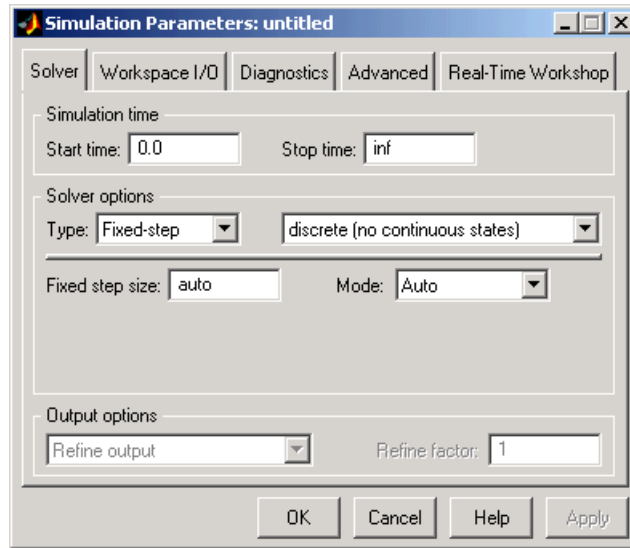 Simulation Parameters: untitled
Solver Workspace I/O Diagnostics Advanced Real-Time Workshop
Simulation time
Start time: 0.0 Stop time: inf
Solver options
Type: Fixed-step discrete (no continuous states)
Fixed step size: auto Mode: Auto
Output options
Refine output Refine factor: 1
OK Cancel Help Apply